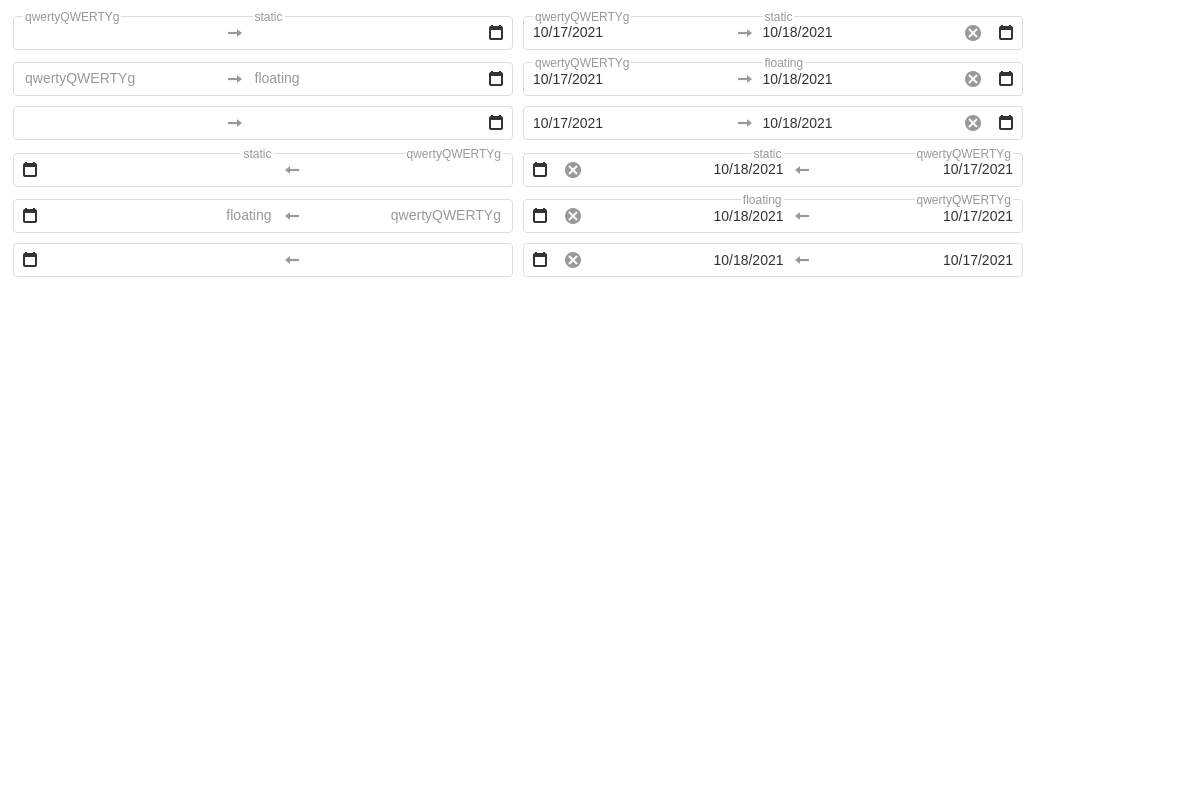 qwertyQWERTYg static qwertyQWERTYg static
10/17/2021 10/18/2021
qwertyQWERTYg floating
qwertyQWERTYg floating 10/17/2021 10/18/2021
10/17/2021 10/18/2021
static qwertyQWERTYg static qwertyQWERTYg
10/18/2021 10/17/2021
floating qwertyQWERTYg
floating qwertyQWERTYg 10/18/2021 10/17/2021
10/18/2021 10/17/2021